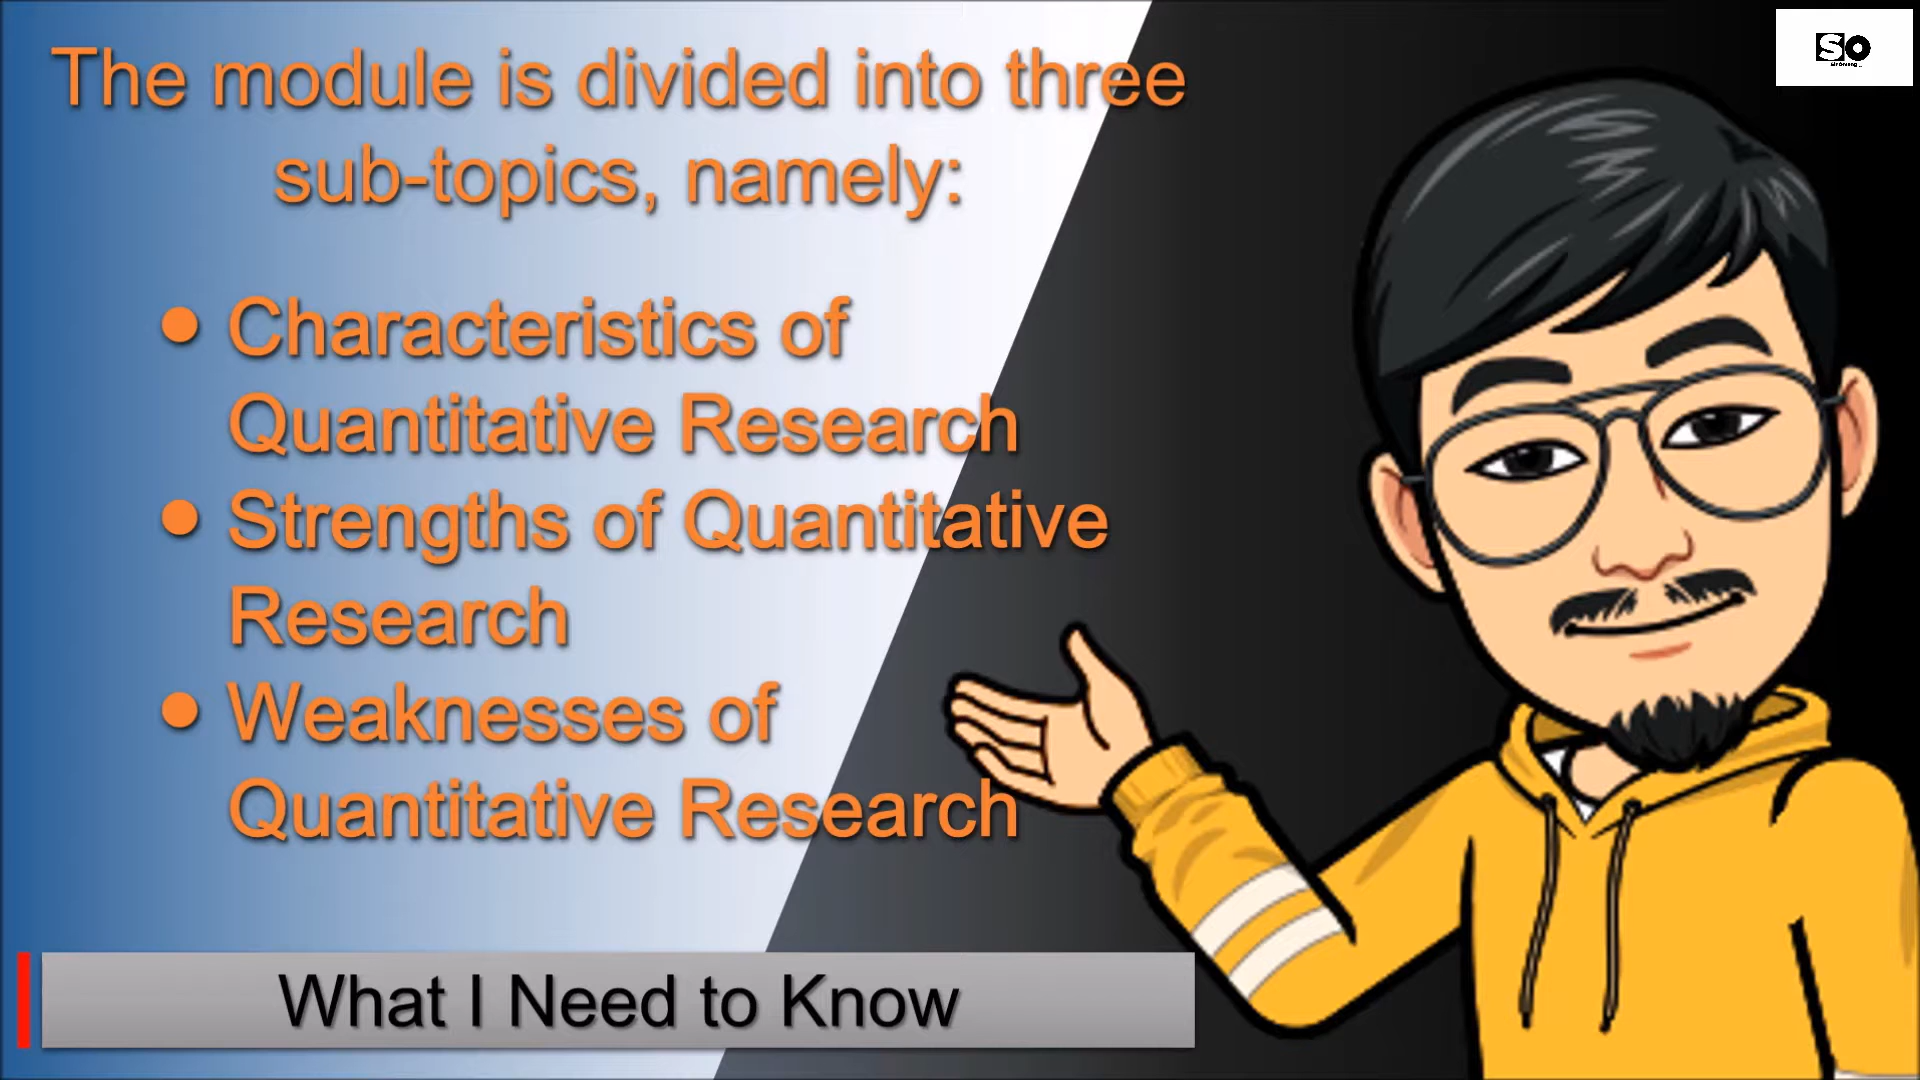 The module is divided into three
sub-topics, namely:
● Characteristics of
Quantitative Research
● Strengths of Quantitative
Research
● Weaknesses of
Quantitative Research
What I Need to Know
SO